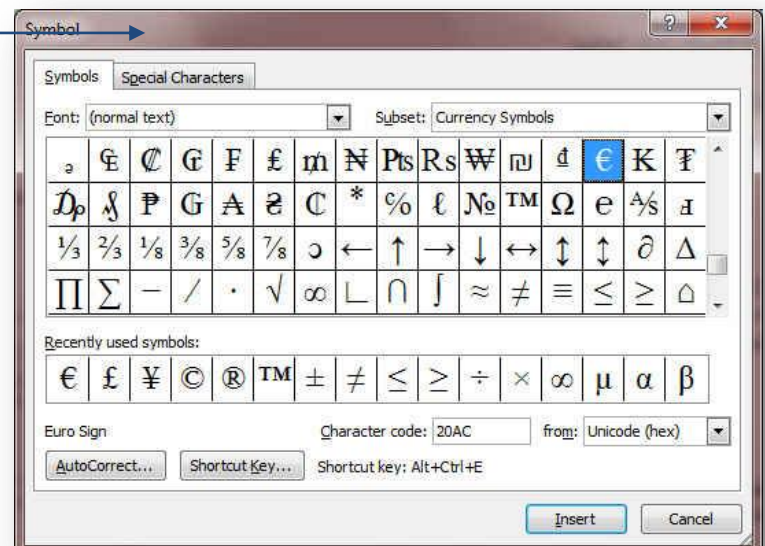 Symbol
Symbols Special Characters
Font: (normal text) Subset: Currency Symbols
ₔ ₠ ₡ ₢ ₣ ₤ ₥ ₦ ₧ ₨ ₩ ₪ ₫ € ₭ ₮
₯ ₰ ₱ ₲ ₳ ₴ ℂ * ℅ ℓ № ™ Ω ℮ ⅍ ⅎ
⅓ ⅔ ⅛ ⅜ ⅝ ⅞ ↄ ← ↑ → ↓ ↔ ↕ ↨ ∂ ∆
∏ ∑ − ∕ ∙ √ ∞ ∟ ∩ ∫ ≈ ≠ ≡ ≤ ≥ ⌂
Recently used symbols:
€ £ ¥ © ® ™ ± ≠ ≤ ≥ ÷ × ∞ µ α β
Euro Sign Character code: 20AC from: Unicode (hex)
AutoCorrect... Shortcut Key... Shortcut key: Alt+Ctrl+E
Insert Cancel